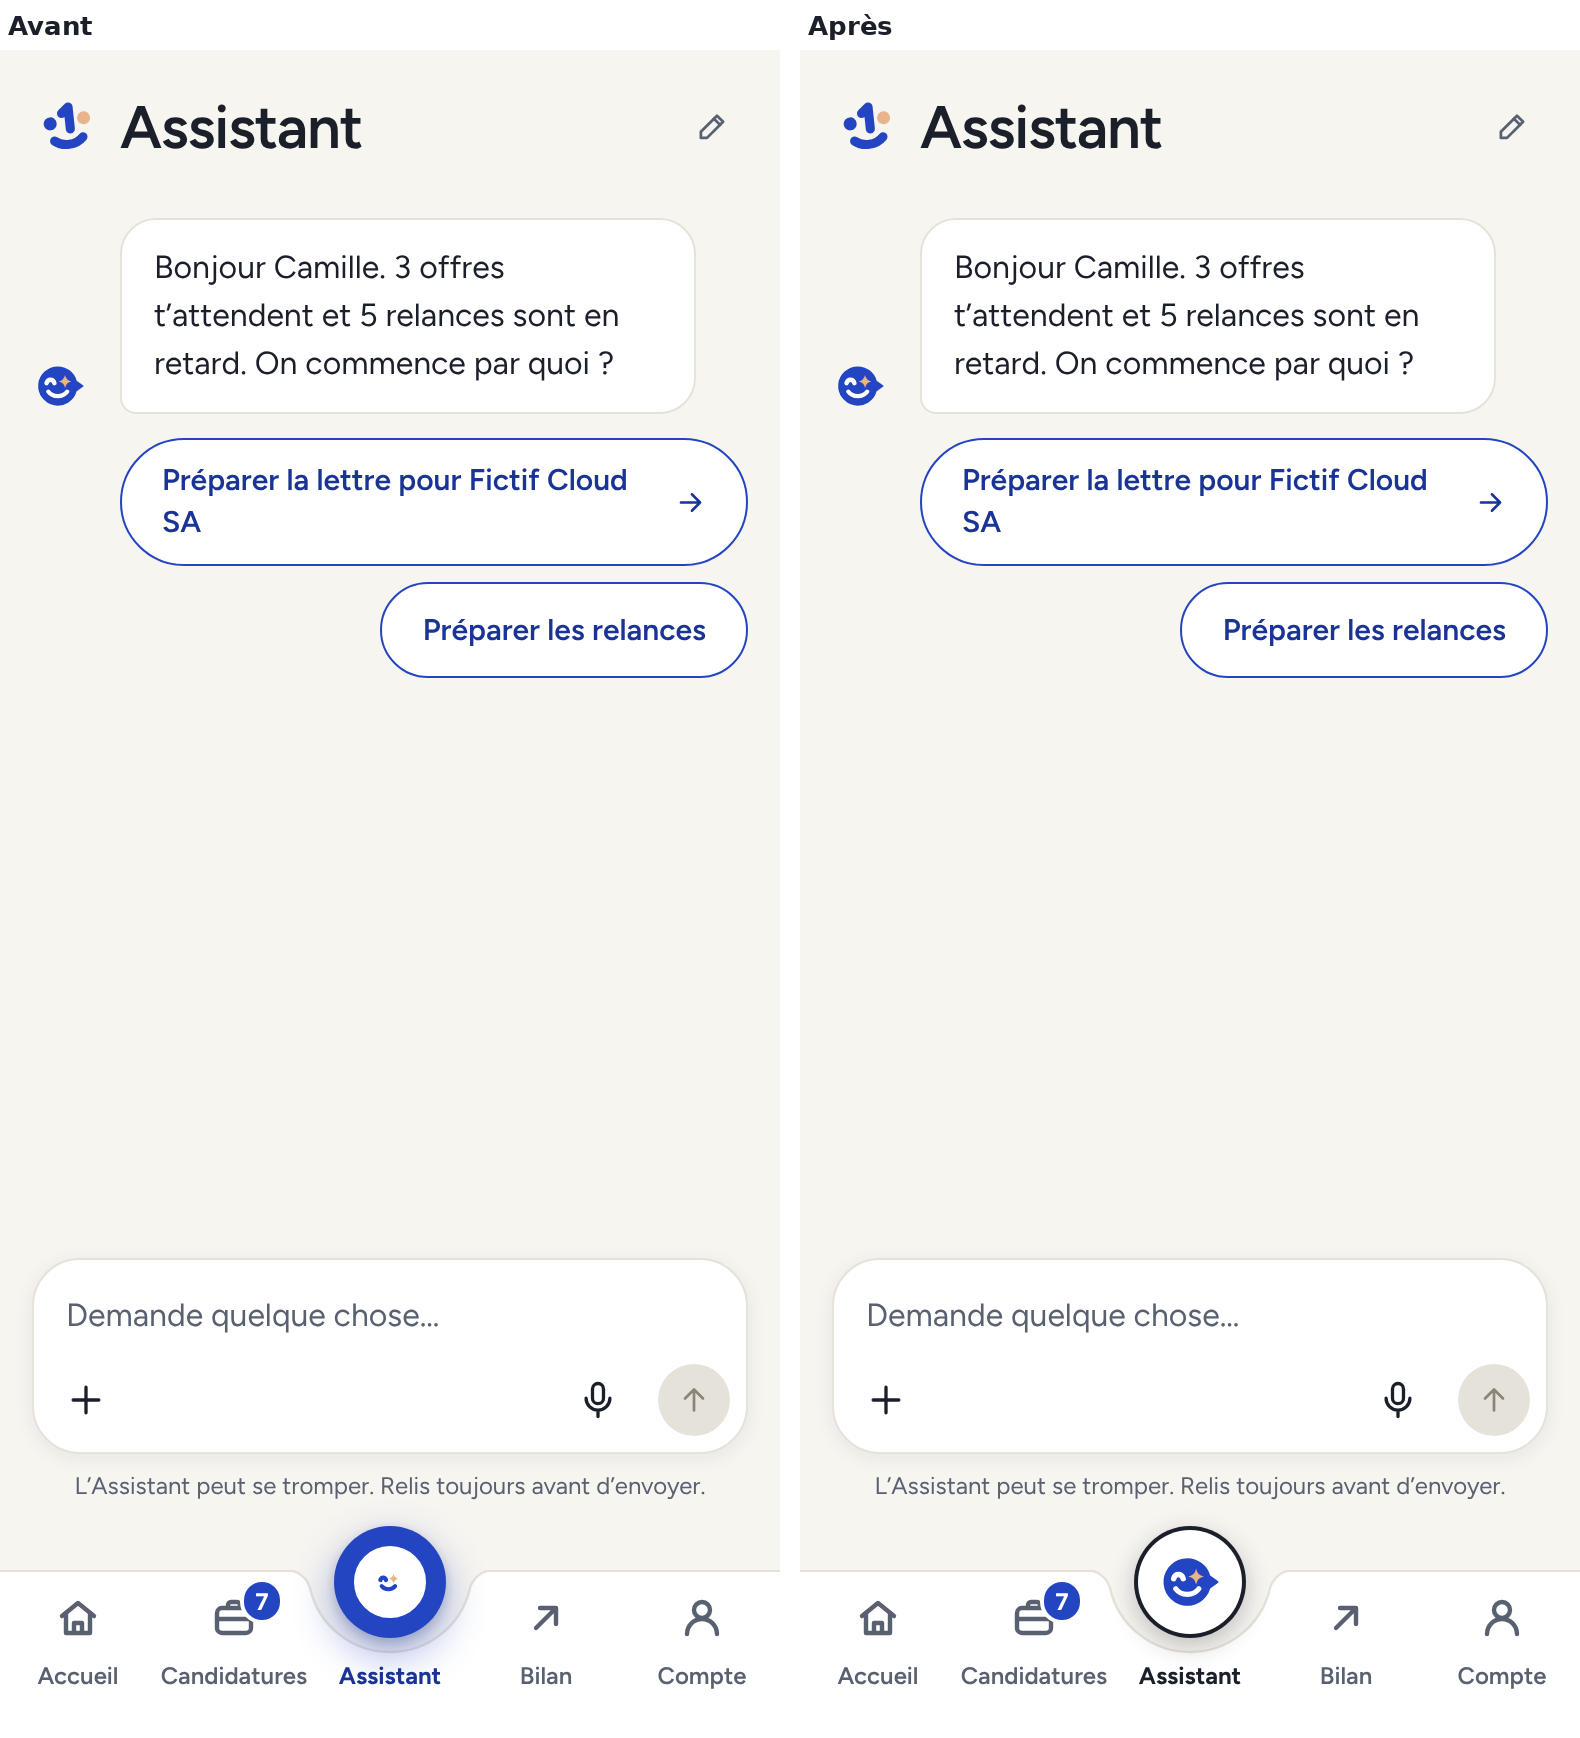 Avant
Assistant
Bonjour Camille. 3 offres
t’attendent et 5 relances sont en
retard. On commence par quoi ?
Préparer la lettre pour Fictif Cloud
SA
Préparer les relances
Demande quelque chose...
L’Assistant peut se tromper. Relis toujours avant d’envoyer.
7
Accueil
Candidatures
Assistant
Bilan
Compte
Après
Assistant
Bonjour Camille. 3 offres
t’attendent et 5 relances sont en
retard. On commence par quoi ?
Préparer la lettre pour Fictif Cloud
SA
Préparer les relances
Demande quelque chose...
L’Assistant peut se tromper. Relis toujours avant d’envoyer.
7
Accueil
Candidatures
Assistant
Bilan
Compte